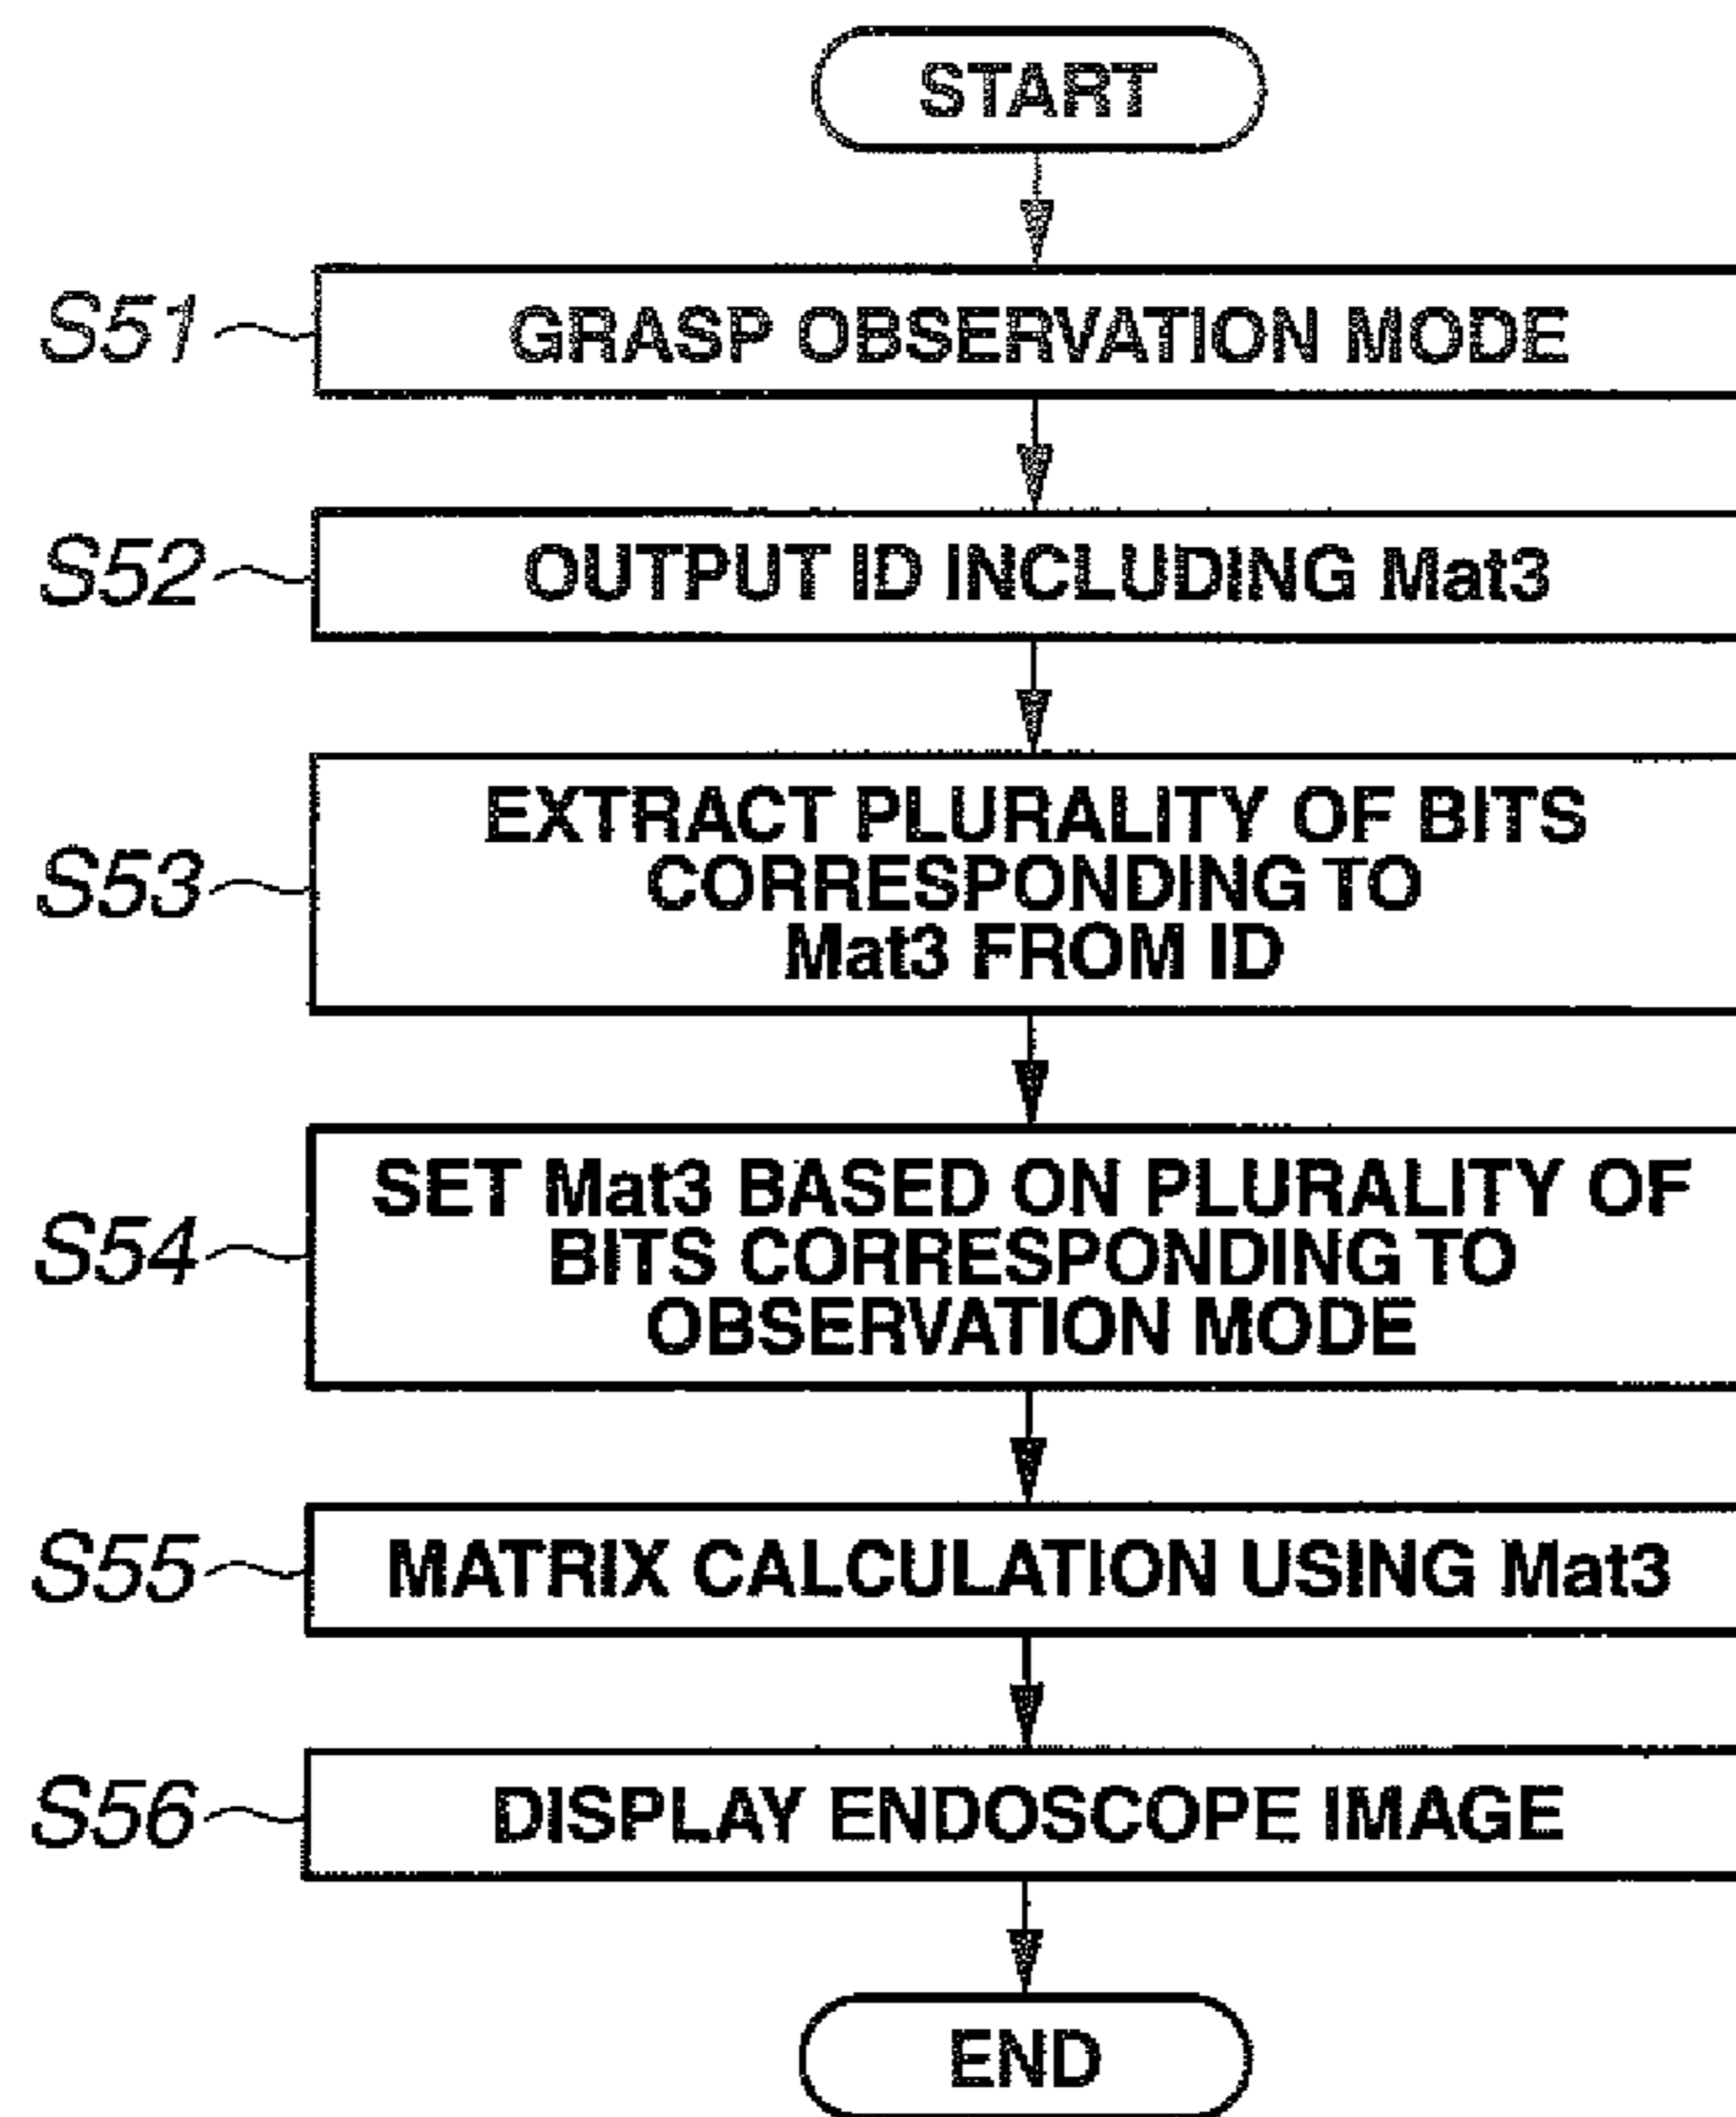 START
S51 GRASP OBSERVATION MODE
S52 OUTPUT ID INCLUDING Mat3
EXTRACT PLURALITY OF BITS
S53 CORRESPONDING TO
Mat3 FROM ID
SET Mat3 BASED ON PLURALITY OF
S54 BITS CORRESPONDING TO
OBSERVATION MODE
S55 MATRIX CALCULATION USING Mat3
S56 DISPLAY ENDOSCOPE IMAGE
END